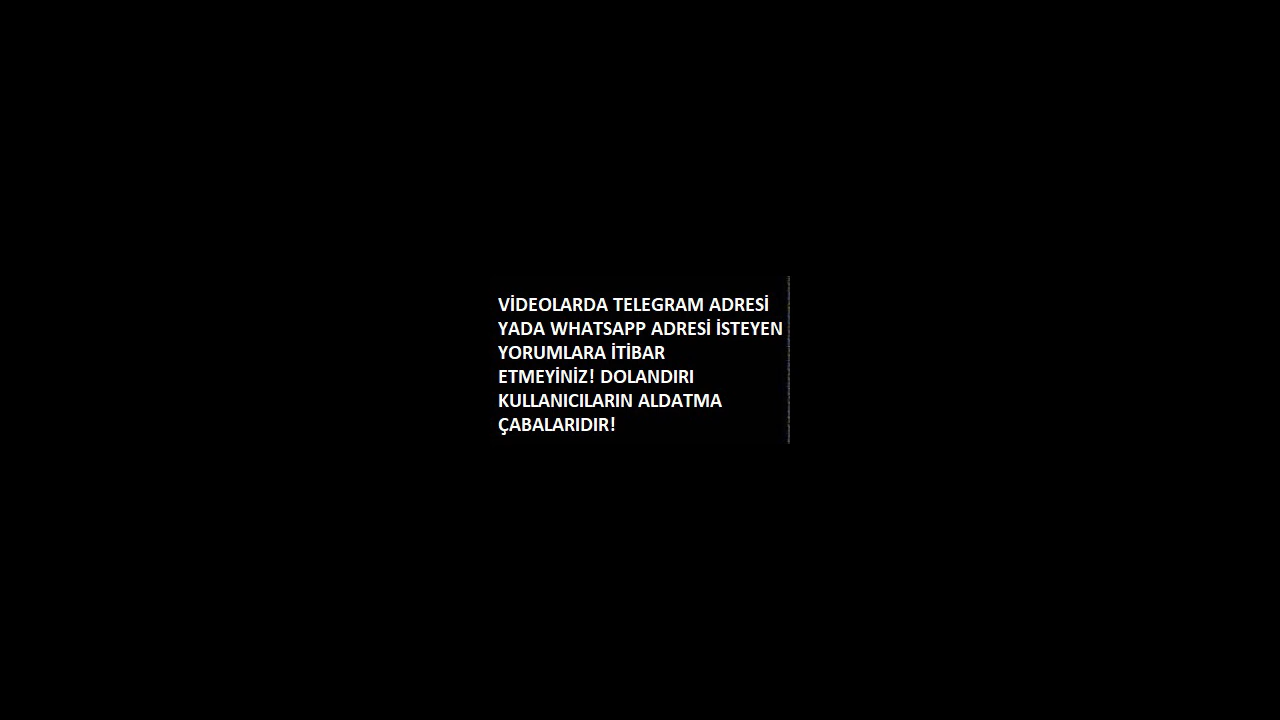 VİDEOLARDA TELEGRAM ADRESİ
YADA WHATSAPP ADRESİ İSTEYEN
YORUMLARA İTİBAR
ETMEYİNİZ! DOLANDIRI
KULLANICILARIN ALDATMA
ÇABALARIDIR!